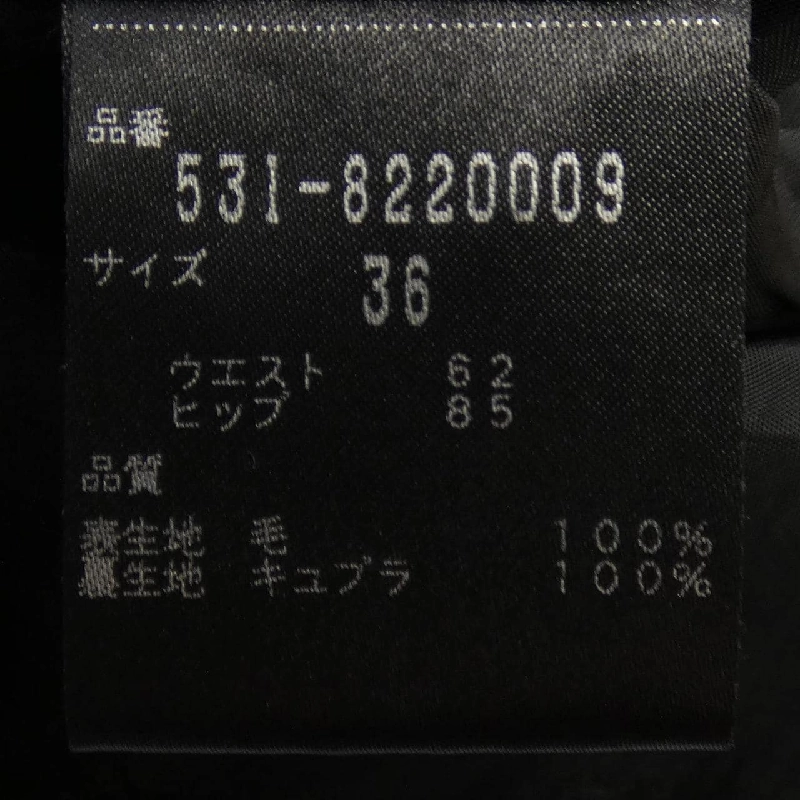 品番
531-8220009
サイズ 36
ウエスト 62
ヒップ 85
品質
表生地 毛 100%
裏生地 キュプラ 100%